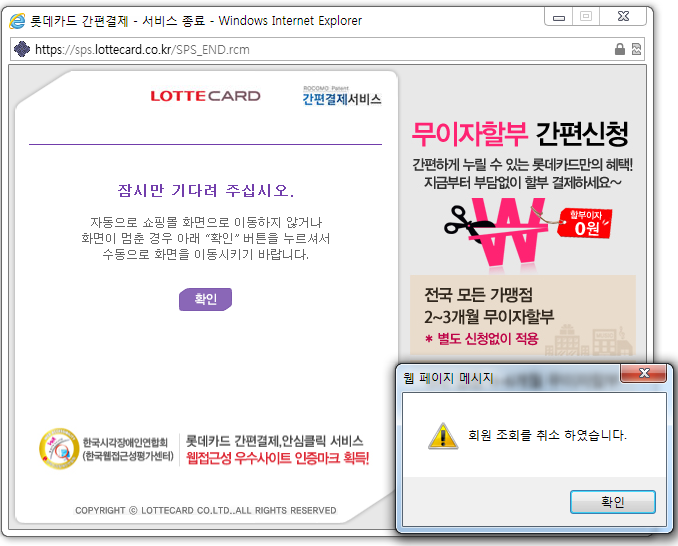 롯데카드 간편결제 - 서비스 종료 - Windows Internet Explorer
https://sps.lottecard.co.kr/SPS_END.rcm
LOTTE CARD
ROCOMO Patent
간편결제서비스
잠시만 기다려 주십시오.
자동으로 쇼핑몰 화면으로 이동하지 않거나
화면이 멈춘 경우 아래 "확인" 버튼을 누르셔서
수동으로 화면을 이동시키기 바랍니다.
확인
한국시각장애인연합회
(한국웹접근성평가센터)
롯데카드 간편결제,안심클릭 서비스
웹접근성 우수사이트 인증마크 획득!
COPYRIGHT ⓒ LOTTECARD CO.LTD..ALL RIGHTS RESERVED
무이자할부 간편신청
간편하게 누릴 수 있는 롯데카드만의 혜택!
지금부터 부담없이 할부 결제하세요~
할부이자
0원
전국 모든 가맹점
2~3개월 무이자할부
* 별도 신청없이 적용
웹 페이지 메시지
회원 조회를 취소 하였습니다.
확인